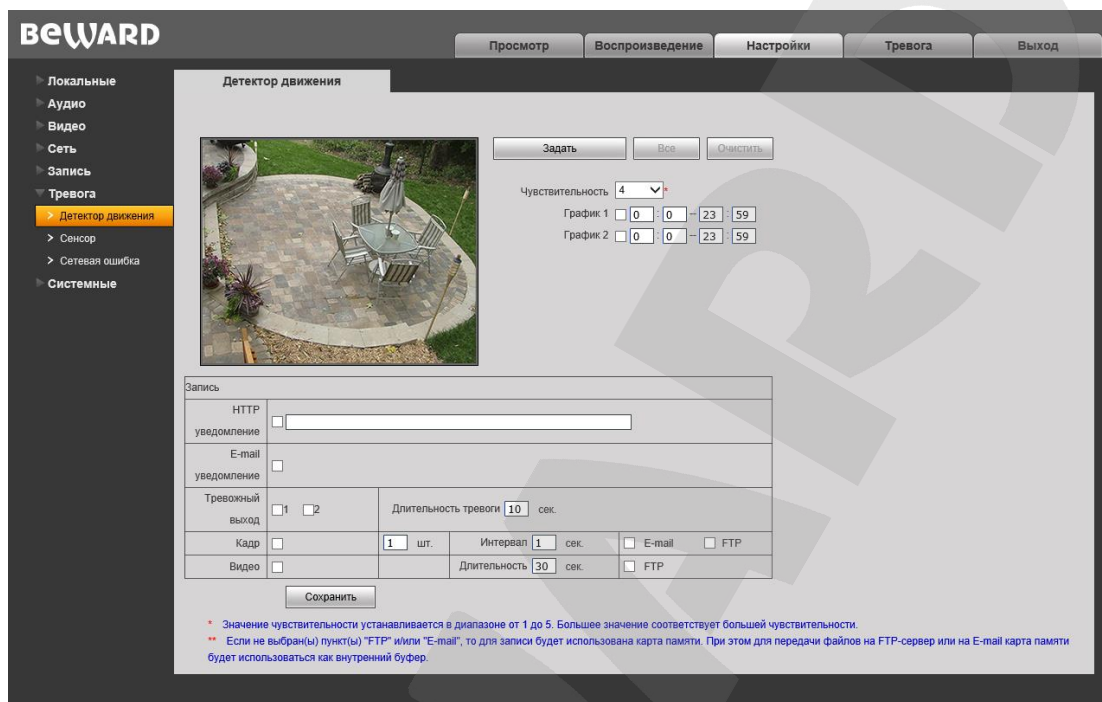 BEWARD
Просмотр Воспроизведение Настройки Тревога Выход
Локальные
Аудио
Видео
Сеть
Запись
Тревога
> Детектор движения
> Сенсор
> Сетевая ошибка
Системные
Детектор движения
Задать Все Очистить
Чувствительность 4 *
График 1 0 : 0 -- 23 : 59
График 2 0 : 0 -- 23 : 59
Запись
HTTP
уведомление
E-mail
уведомление
Тревожный
выход 1 2 Длительность тревоги 10 сек.
Кадр 1 шт. Интервал 1 сек. E-mail FTP
Видео Длительность 30 сек. FTP
Сохранить
* Значение чувствительности устанавливается в диапазоне от 1 до 5. Большее значение соответствует большей чувствительности.
** Если не выбран(ы) пункт(ы) "FTP" и/или "E-mail", то для записи будет использована карта памяти. При этом для передачи файлов на FTP-сервер или на E-mail карта памяти
будет использоваться как внутренний буфер.